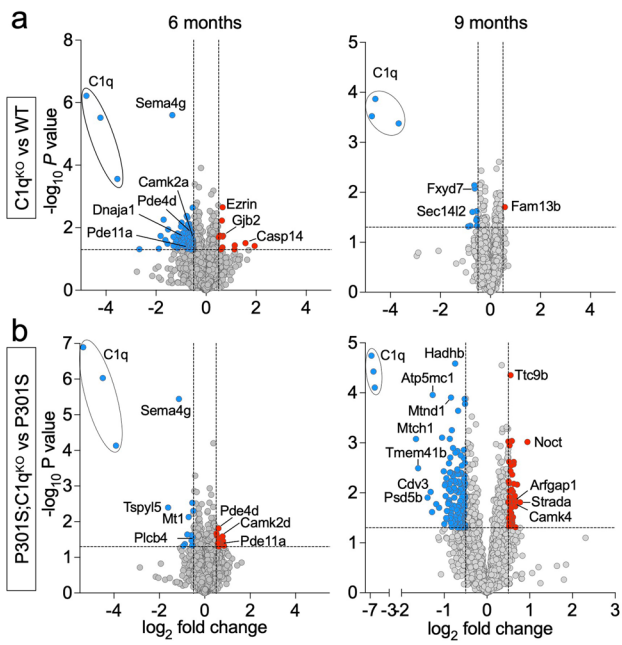 a
6 months
9 months
C1qKO vs WT
-log10 P value
8
6
4
2
0
C1q
Sema4g
Camk2a
Pde4d
Dnaja1
Pde11a
Ezrin
Gjb2
Casp14
-4 -2 0 2 4
5
4
3
2
1
0
C1q
Fxyd7
Sec14l2
Fam13b
-4 -2 0 2 4
b
P301S;C1qKO vs P301S
-log10 P value
7
6
5
4
3
2
1
0
C1q
Sema4g
Tspyl5
Mt1
Plcb4
Pde4d
Camk2d
Pde11a
-4 -2 0 2 4
log2 fold change
5
4
3
2
1
0
C1q
Hadhb
Atp5mc1
Mtnd1
Mtch1
Tmem41b
Cdv3
Psd5b
Ttc9b
Noct
Arfgap1
Strada
Camk4
-7 -3 -2 -1 0 1 2 3
log2 fold change